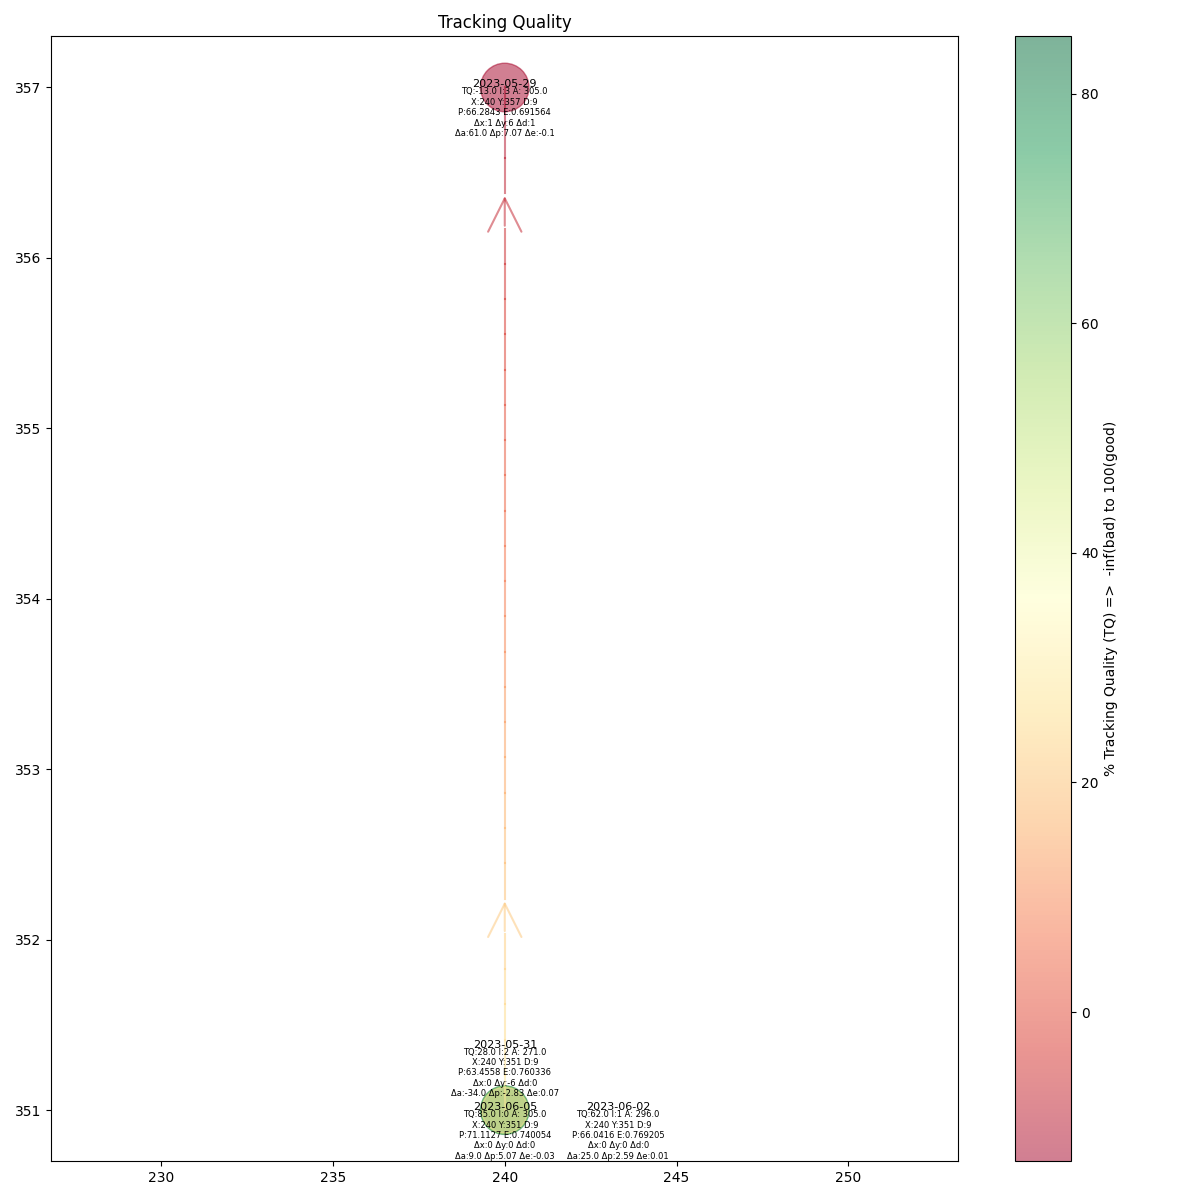 Tracking Quality
357
356
355
354
353
352
351
230
235
240
245
250
2023-05-29
TQ:-13.0 I:3 A: 305.0
X:240 Y:357 D:9
P:66.2843 E:0.691564
Δx:1 Δy:6 Δd:1
Δa:61.0 Δp:7.07 Δe:-0.1
2023-05-31
TQ:28.0 I:2 A: 271.0
X:240 Y:351 D:9
P:63.4558 E:0.760336
Δx:0 Δy:-6 Δd:0
Δa:-34.0 Δp:-2.83 Δe:0.07
2023-06-05
TQ:85.0 I:0 A: 305.0
X:240 Y:351 D:9
P:71.1127 E:0.740054
Δx:0 Δy:0 Δd:0
Δa:9.0 Δp:5.07 Δe:-0.03
2023-06-02
TQ:62.0 I:1 A: 296.0
X:240 Y:351 D:9
P:66.0416 E:0.769205
Δx:0 Δy:0 Δd:0
Δa:25.0 Δp:2.59 Δe:0.01
80
60
40
20
0
% Tracking Quality (TQ) => -inf(bad) to 100(good)